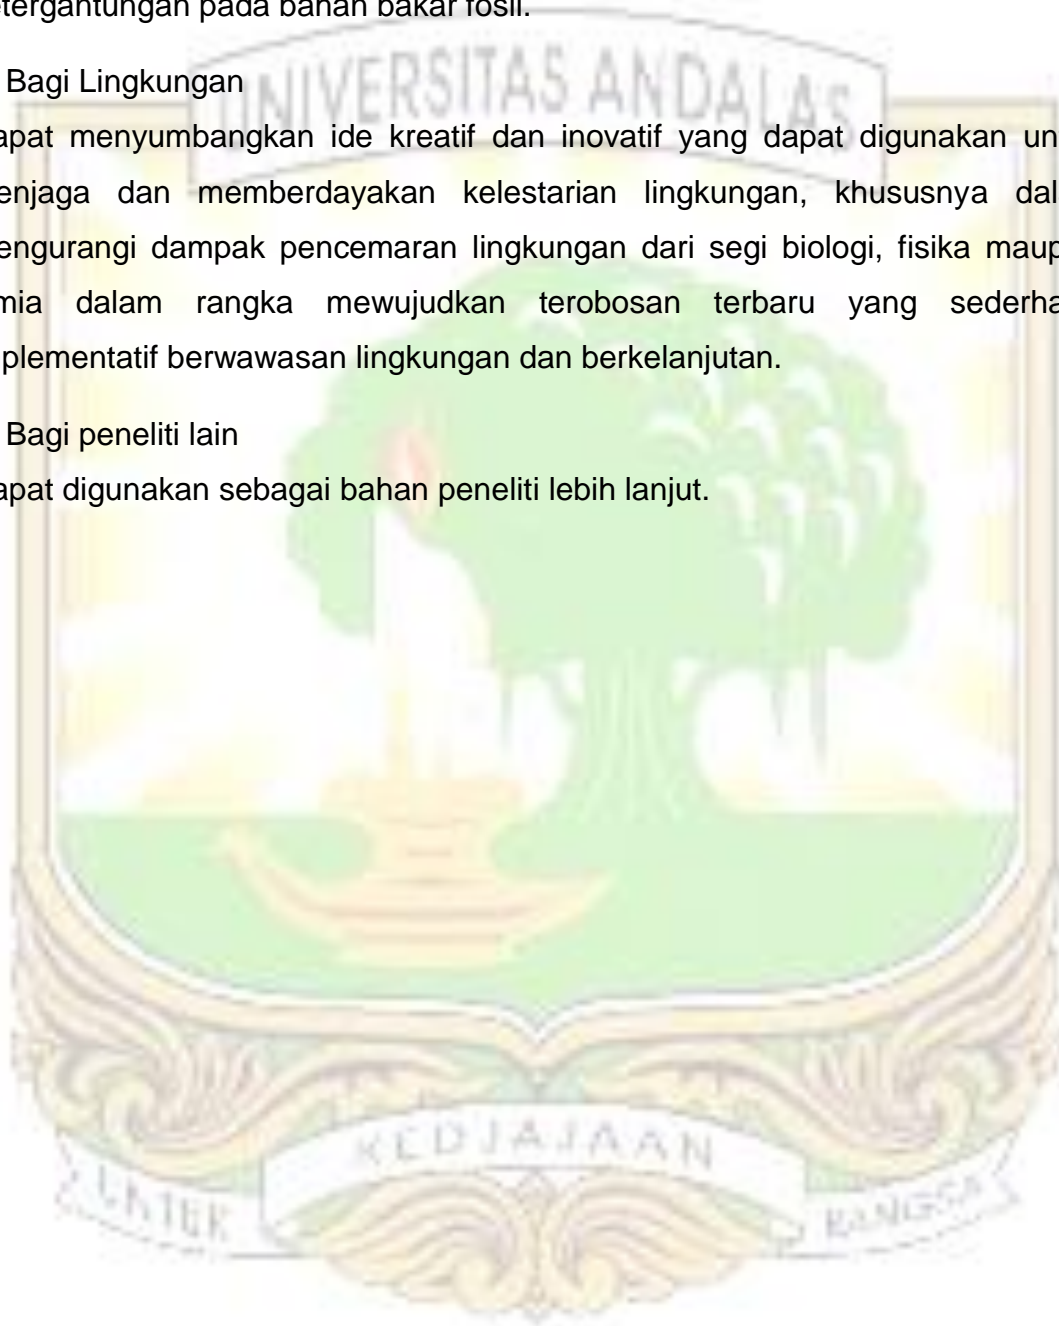 etergantungan pada bahan bakar fosil.
Bagi Lingkungan
UNIVERSITAS ANDALAS
apat menyumbangkan ide kreatif dan inovatif yang dapat digunakan un
enjaga dan memberdayakan kelestarian lingkungan, khususnya dal
engurangi dampak pencemaran lingkungan dari segi biologi, fisika maup
mia dalam rangka mewujudkan terobosan terbaru yang sederha
plementatif berwawasan lingkungan dan berkelanjutan.
Bagi peneliti lain
apat digunakan sebagai bahan peneliti lebih lanjut.
KEDJAJAAN
UNTUK
BANGSA